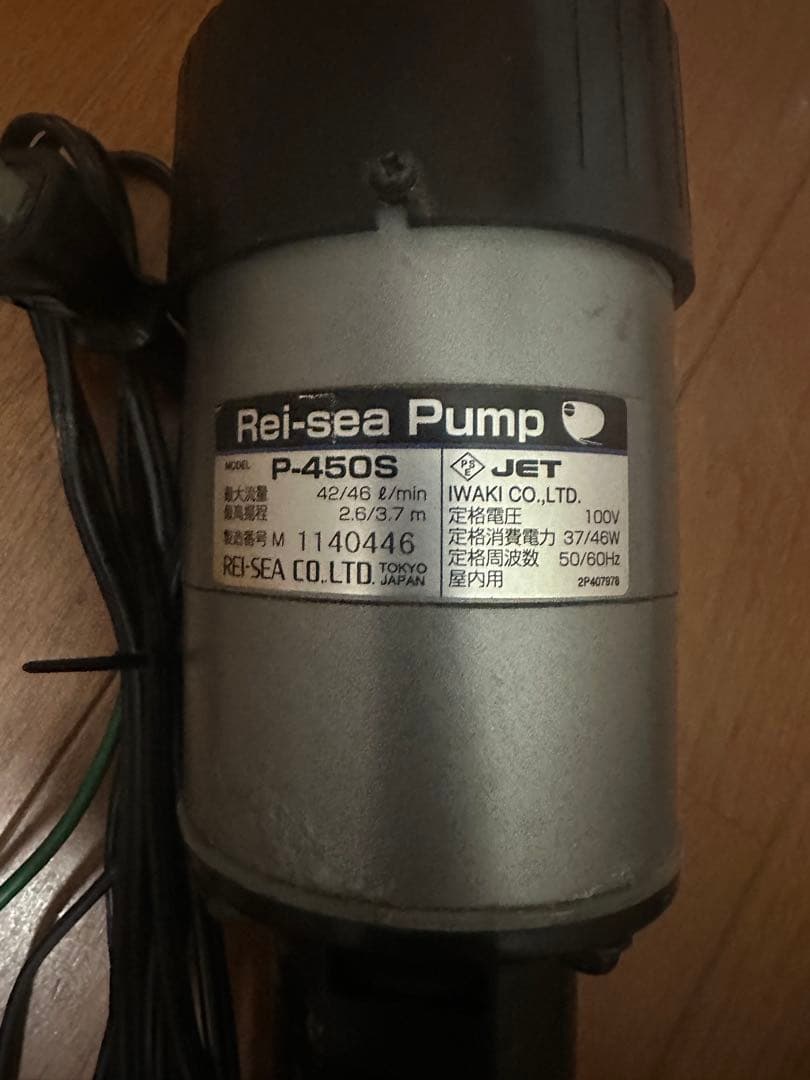 Rei-sea Pump
MODEL P-450S
最大流量 42/46 ℓ/min
最高揚程 2.6/3.7 m
製造番号 M 1140446
REI-SEA CO.,LTD. TOKYO JAPAN
PSE JET
IWAKI CO.,LTD.
定格電圧 100V
定格消費電力 37/46W
定格周波数 50/60Hz
屋内用 2P407978